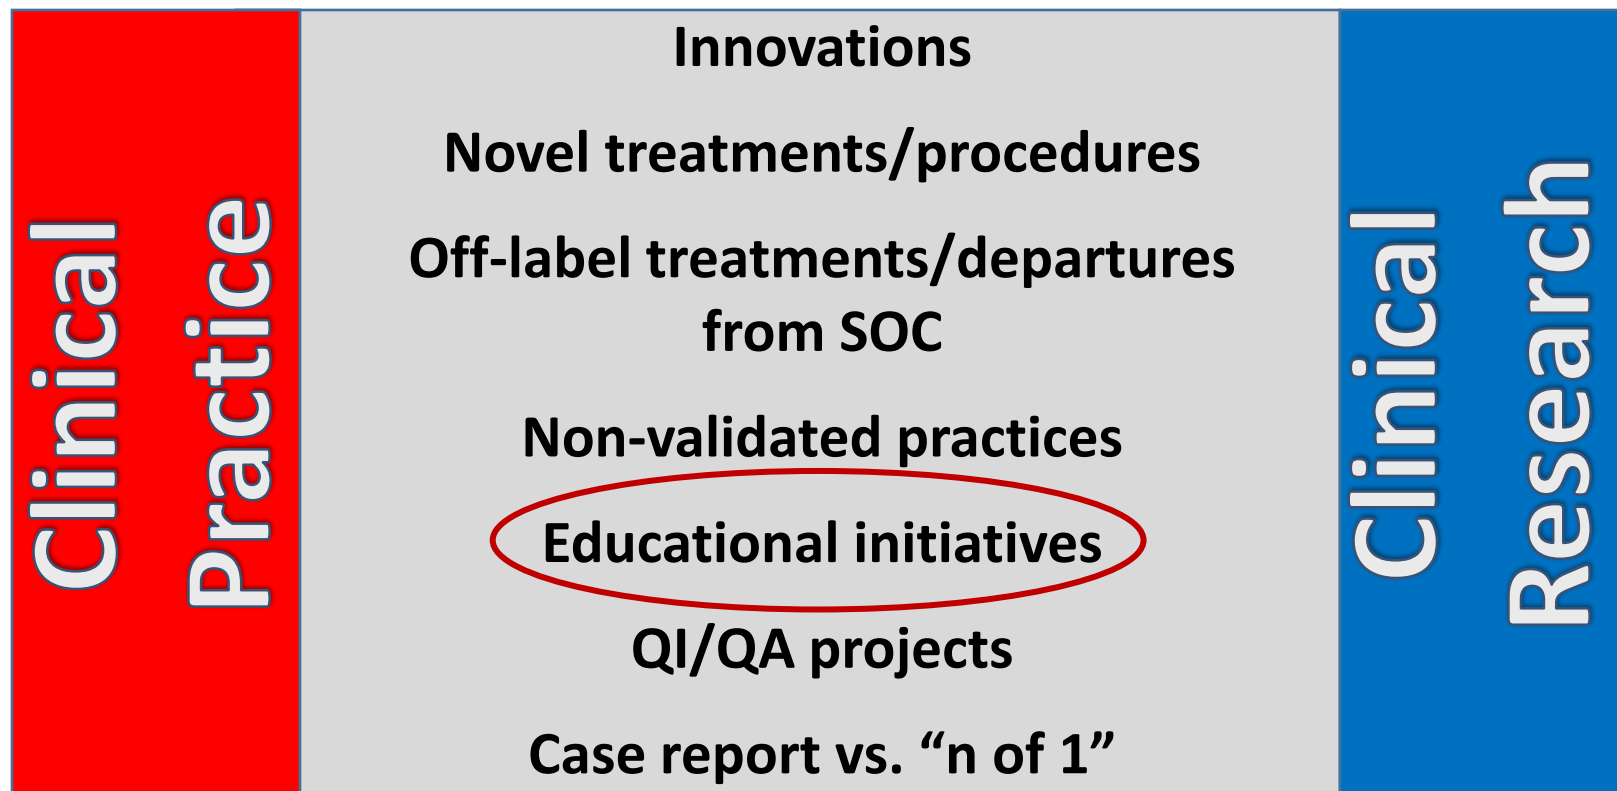 Clinical
Practice
Innovations
Novel treatments/procedures
Off-label treatments/departures
from SOC
Non-validated practices
Educational initiatives
QI/QA projects
Case report vs. “n of 1”
Clinical
Research